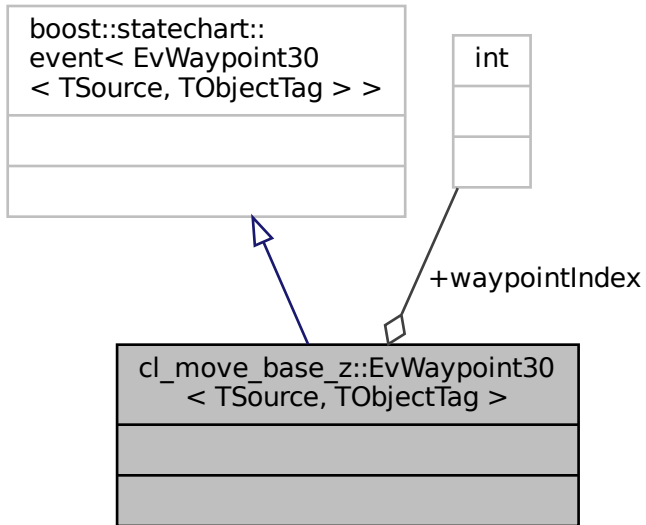 boost::statechart::
event< EvWaypoint30
< TSource, TObjectTag > >
int
+waypointIndex
cl_move_base_z::EvWaypoint30
< TSource, TObjectTag >